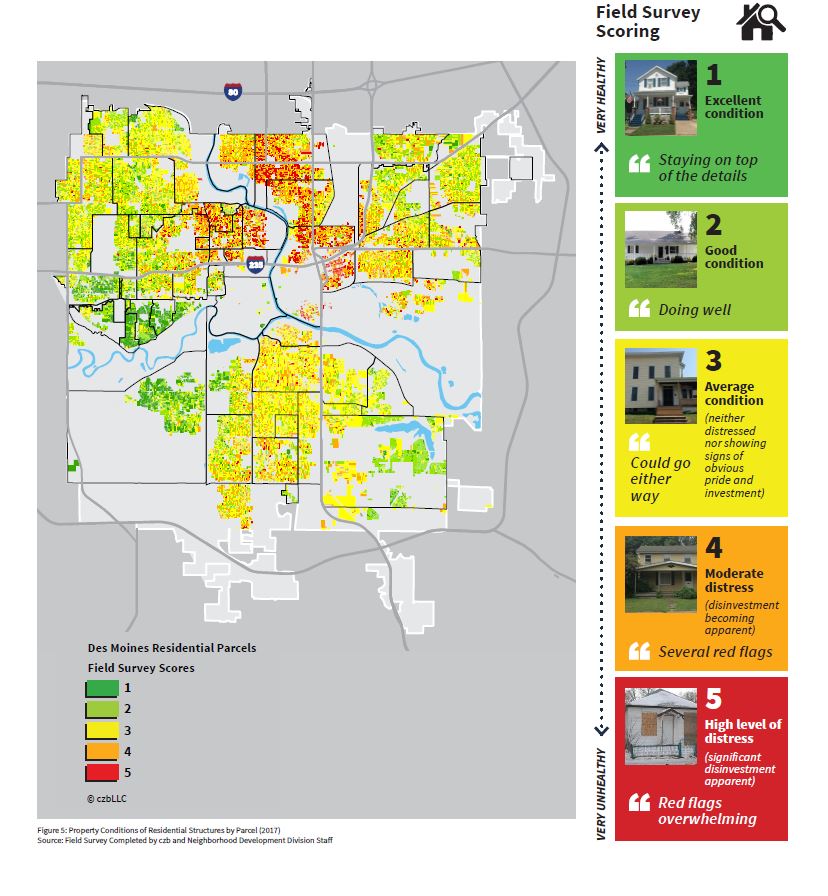 Field Survey
Scoring
80
235
VERY HEALTHY
VERY UNHEALTHY
1
Excellent
condition
Staying on top
of the details
2
Good
condition
Doing well
3
Average
condition
(neither
distressed
nor showing
signs of
obvious
pride and
investment)
Could go
either
way
4
Moderate
distress
(disinvestment
becoming
apparent)
Several red flags
5
High level of
distress
(significant
disinvestment
apparent)
Red flags
overwhelming
Des Moines Residential Parcels
Field Survey Scores
1
2
3
4
5
© czbLLC
Figure 5: Property Conditions of Residential Structures by Parcel (2017)
Source: Field Survey Completed by czb and Neighborhood Development Division Staff